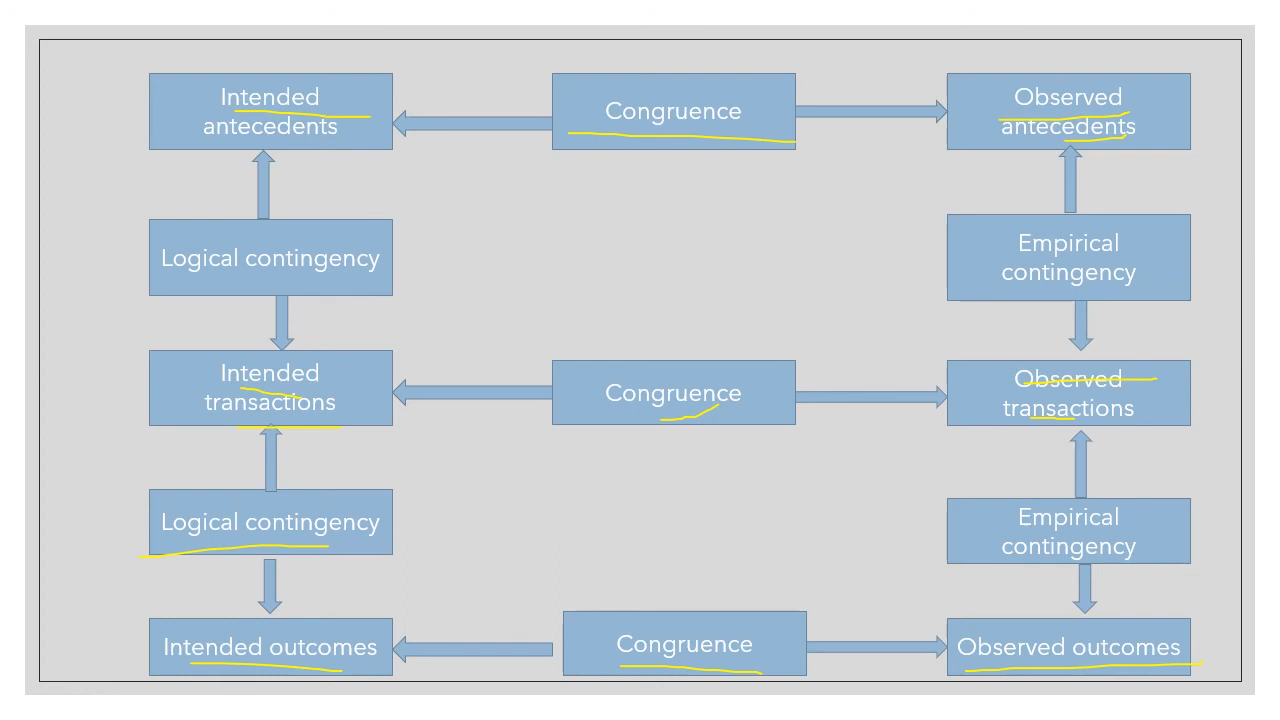 Intended
antecedents
Congruence
Observed
antecedents
Logical contingency
Empirical
contingency
Intended
transactions
Congruence
Observed
transactions
Logical contingency
Empirical
contingency
Intended outcomes
Congruence
Observed outcomes